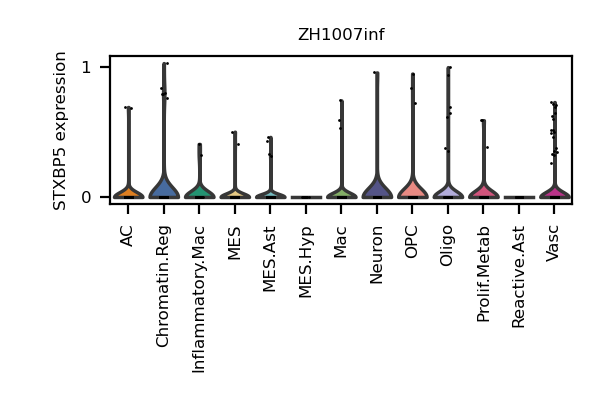 ZH1007inf
STXBP5 expression
1
0
AC
Chromatin.Reg
Inflammatory.Mac
MES
MES.Ast
MES.Hyp
Mac
Neuron
OPC
Oligo
Prolif.Metab
Reactive.Ast
Vasc